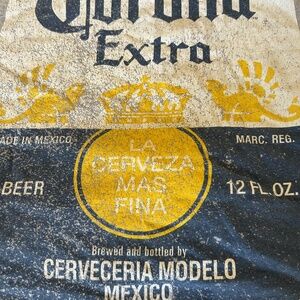 Corona
Extra
MADE IN MEXICO
MARC. REG.
LA
CERVEZA
MAS
FINA
BEER
12 FL. OZ.
Brewed and bottled by
CERVECERIA MODELO
MEXICO